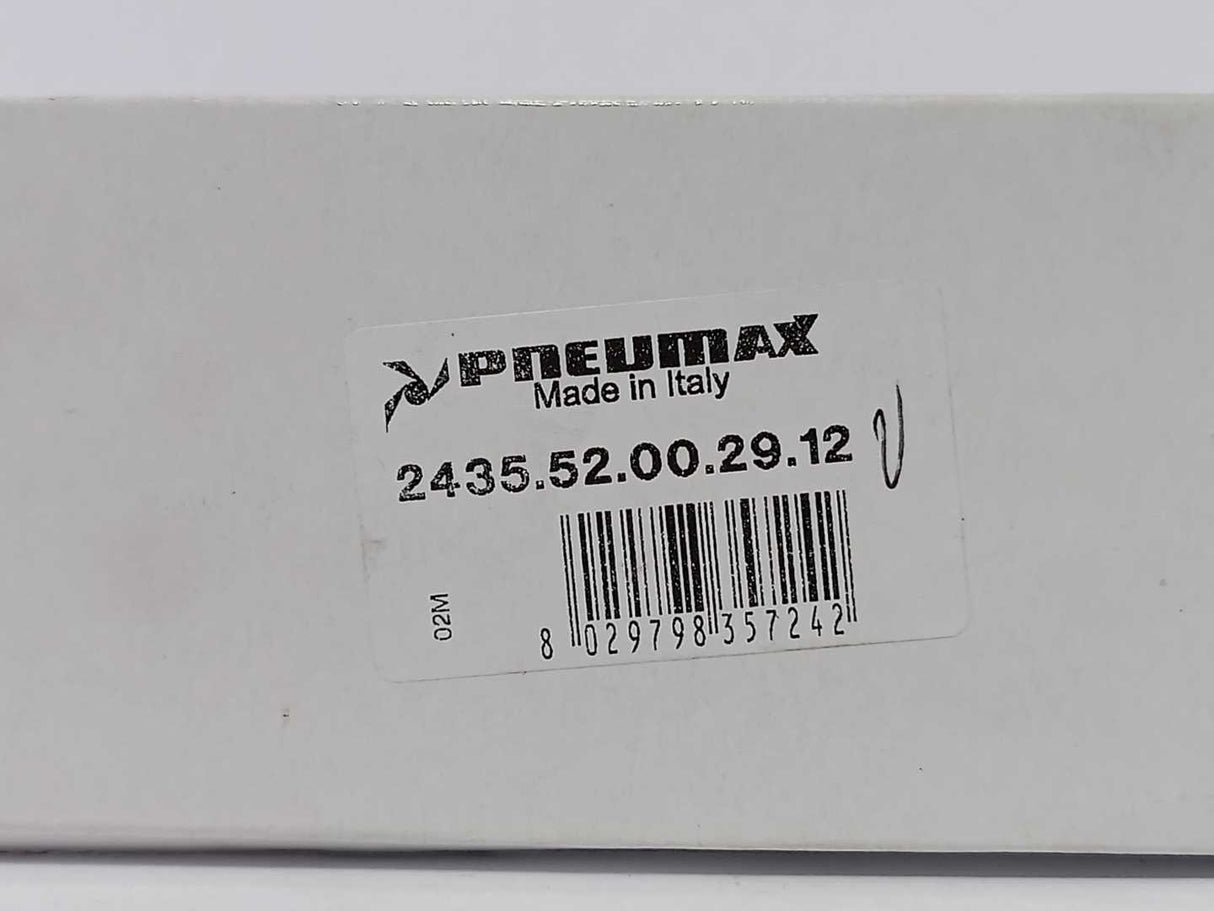 PNEUMAX
Made in Italy
2435.52.00.29.12
02M
8 029798 357242